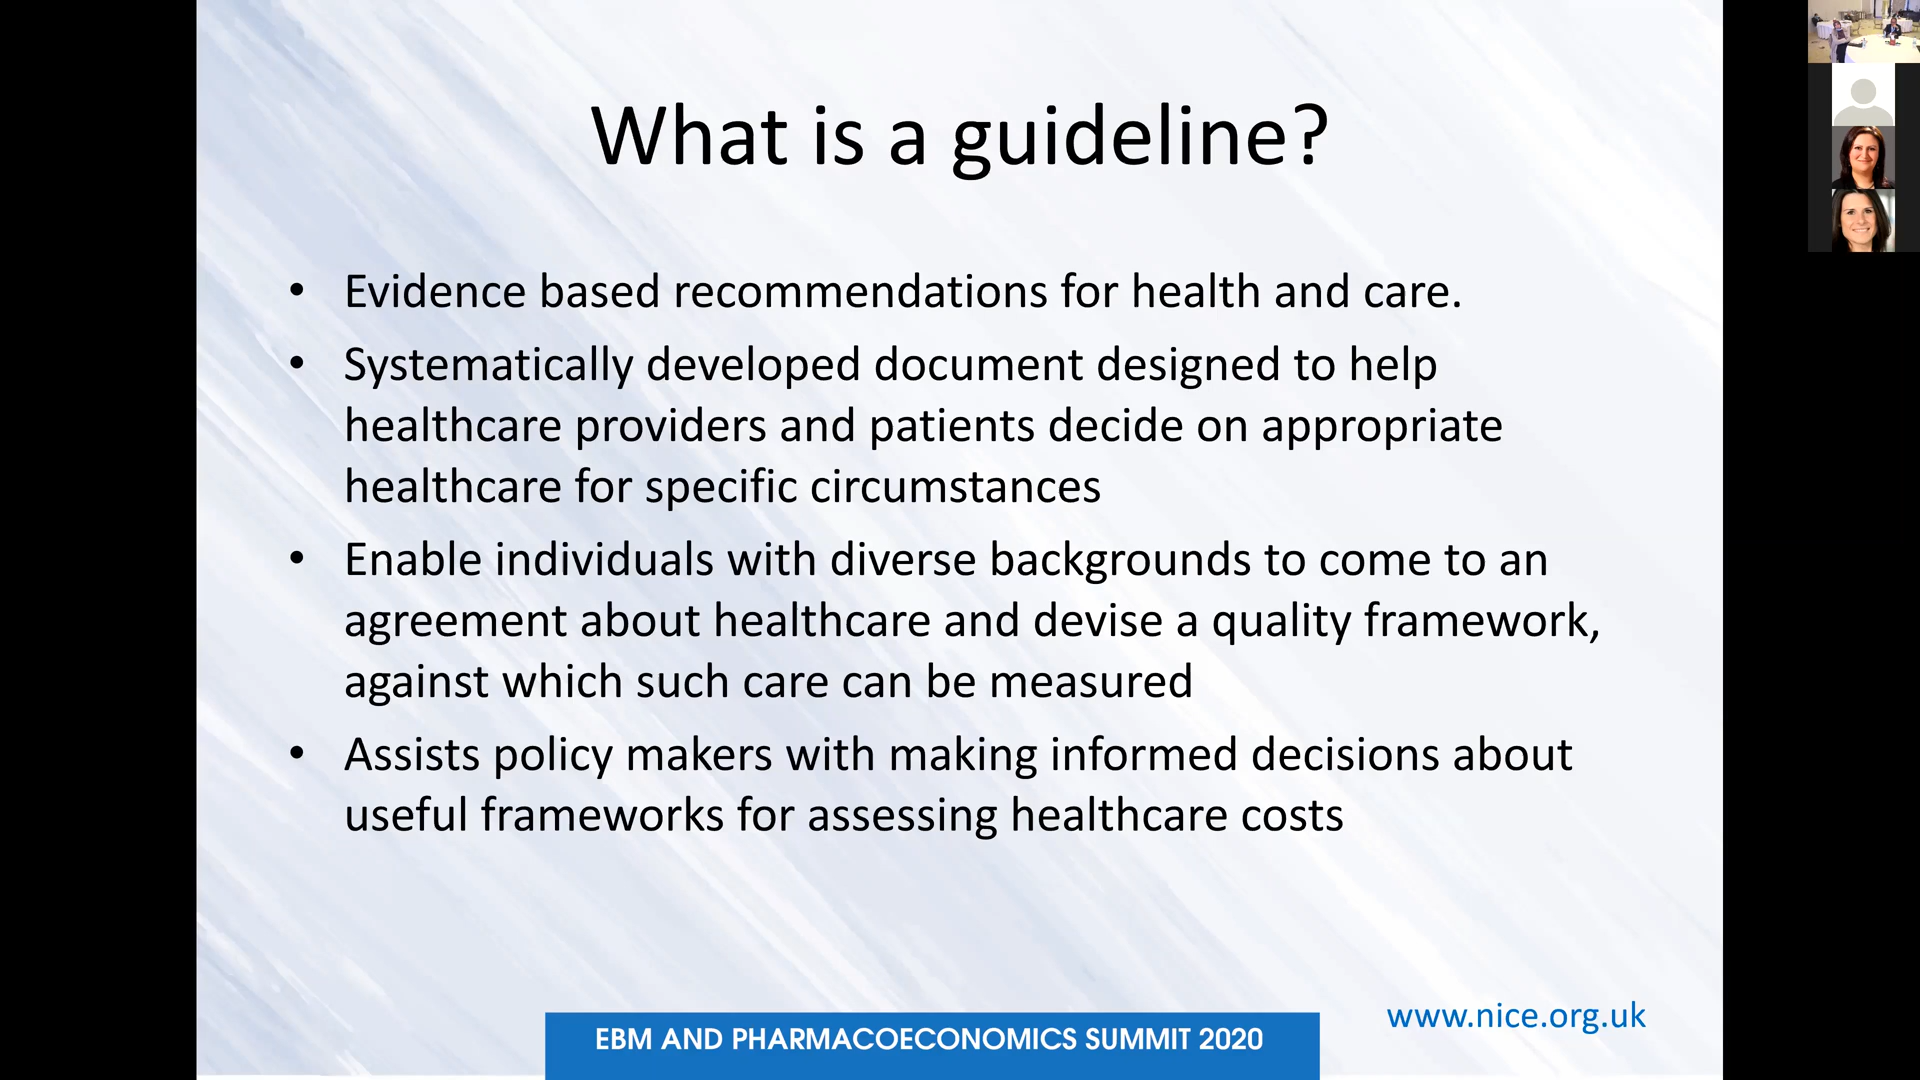 What is a guideline?
• Evidence based recommendations for health and care.
• Systematically developed document designed to help
healthcare providers and patients decide on appropriate
healthcare for specific circumstances
• Enable individuals with diverse backgrounds to come to an
agreement about healthcare and devise a quality framework,
against which such care can be measured
• Assists policy makers with making informed decisions about
useful frameworks for assessing healthcare costs
www.nice.org.uk
EBM AND PHARMACOECONOMICS SUMMIT 2020